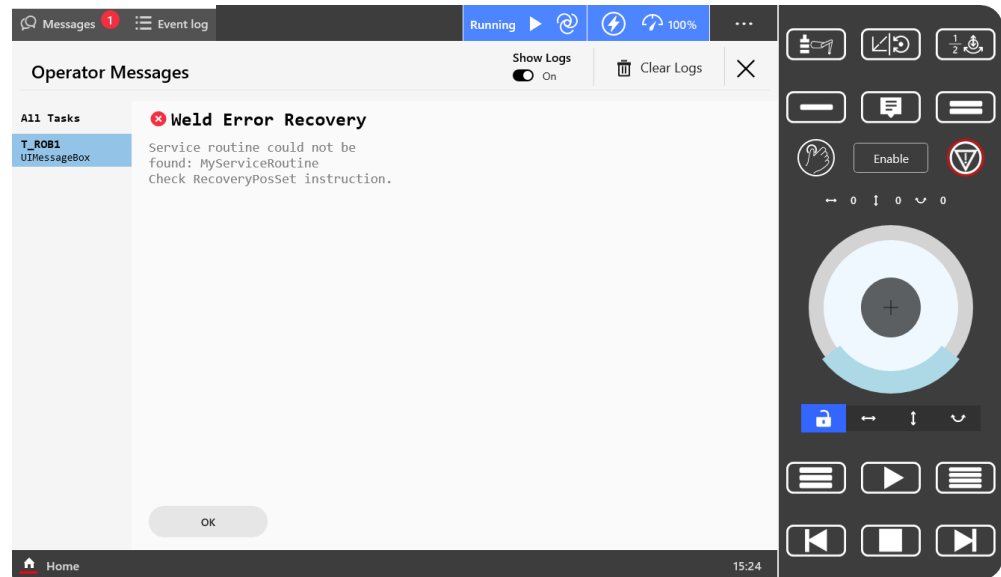 Messages 1 Event log Running 100% ...
Operator Messages Show Logs On Clear Logs
All Tasks
T_ROB1
UIMessageBox
Weld Error Recovery
Service routine could not be
found: MyServiceRoutine
Check RecoveryPosSet instruction.
OK
Home 15:24
1
2
Enable
0 0 0